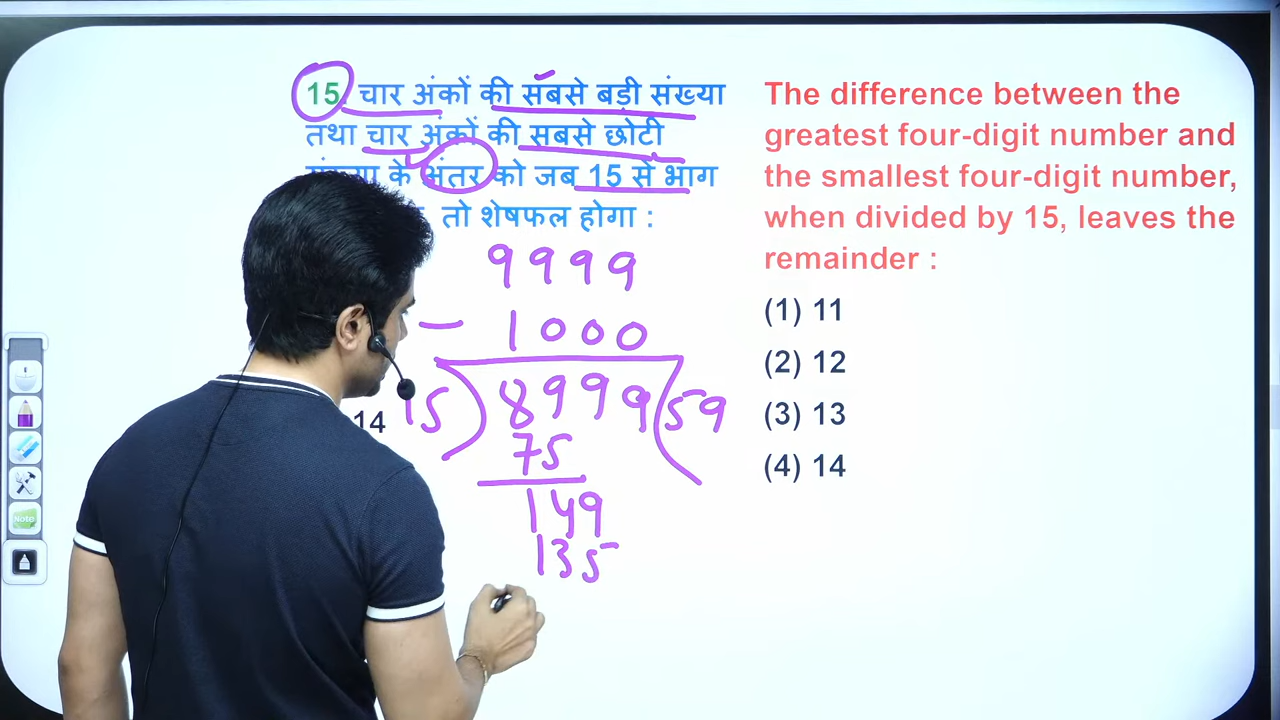 15. चार अंकों की सबसे बड़ी संख्या
तथा चार अंकों की सबसे छोटी
के अंतर को जब 15 से भाग
तो शेषफल होगा :
14
9999
- 1000
15) 8999 (59
75
149
135
The difference between the
greatest four-digit number and
the smallest four-digit number,
when divided by 15, leaves the
remainder :
(1) 11
(2) 12
(3) 13
(4) 14
Note